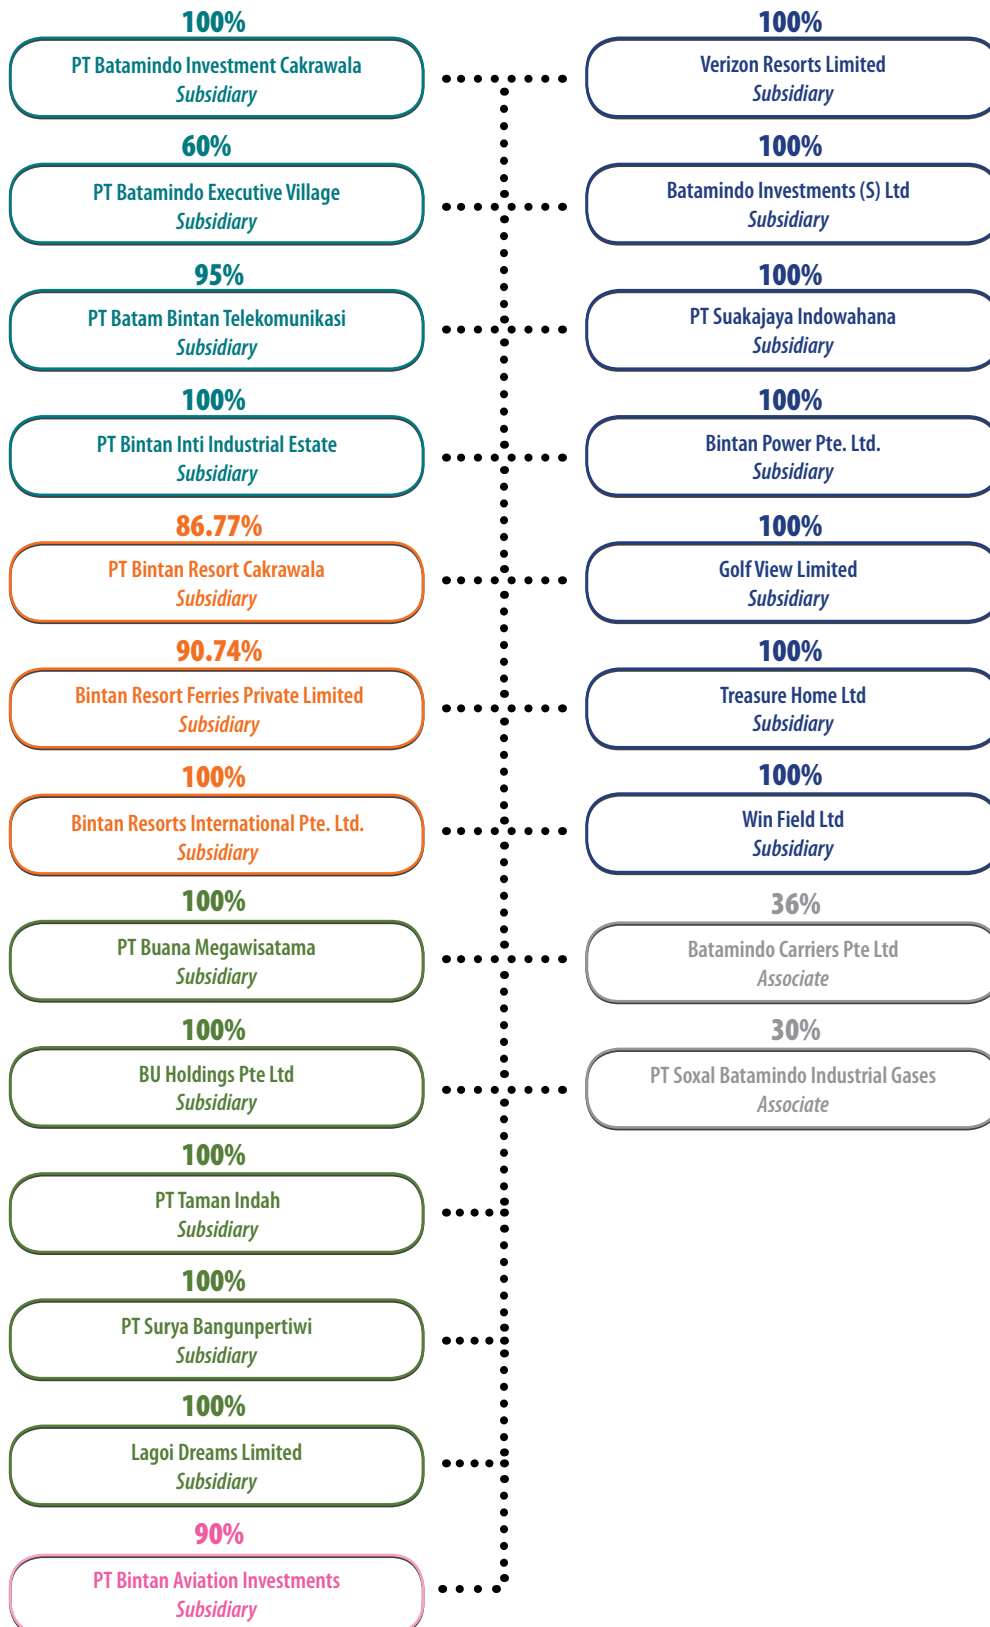 100%
PT Batamindo Investment Cakrawala
Subsidiary
60%
PT Batamindo Executive Village
Subsidiary
95%
PT Batam Bintan Telekomunikasi
Subsidiary
100%
PT Bintan Inti Industrial Estate
Subsidiary
86.77%
PT Bintan Resort Cakrawala
Subsidiary
90.74%
Bintan Resort Ferries Private Limited
Subsidiary
100%
Bintan Resorts International Pte. Ltd.
Subsidiary
100%
PT Buana Megawisatama
Subsidiary
100%
BU Holdings Pte Ltd
Subsidiary
100%
PT Taman Indah
Subsidiary
100%
PT Surya Bangunpertiwi
Subsidiary
100%
Lagoi Dreams Limited
Subsidiary
90%
PT Bintan Aviation Investments
Subsidiary
100%
Verizon Resorts Limited
Subsidiary
100%
Batamindo Investments (S) Ltd
Subsidiary
100%
PT Suakajaya Indowahana
Subsidiary
100%
Bintan Power Pte. Ltd.
Subsidiary
100%
Golf View Limited
Subsidiary
100%
Treasure Home Ltd
Subsidiary
100%
Win Field Ltd
Subsidiary
36%
Batamindo Carriers Pte Ltd
Associate
30%
PT Soxal Batamindo Industrial Gases
Associate